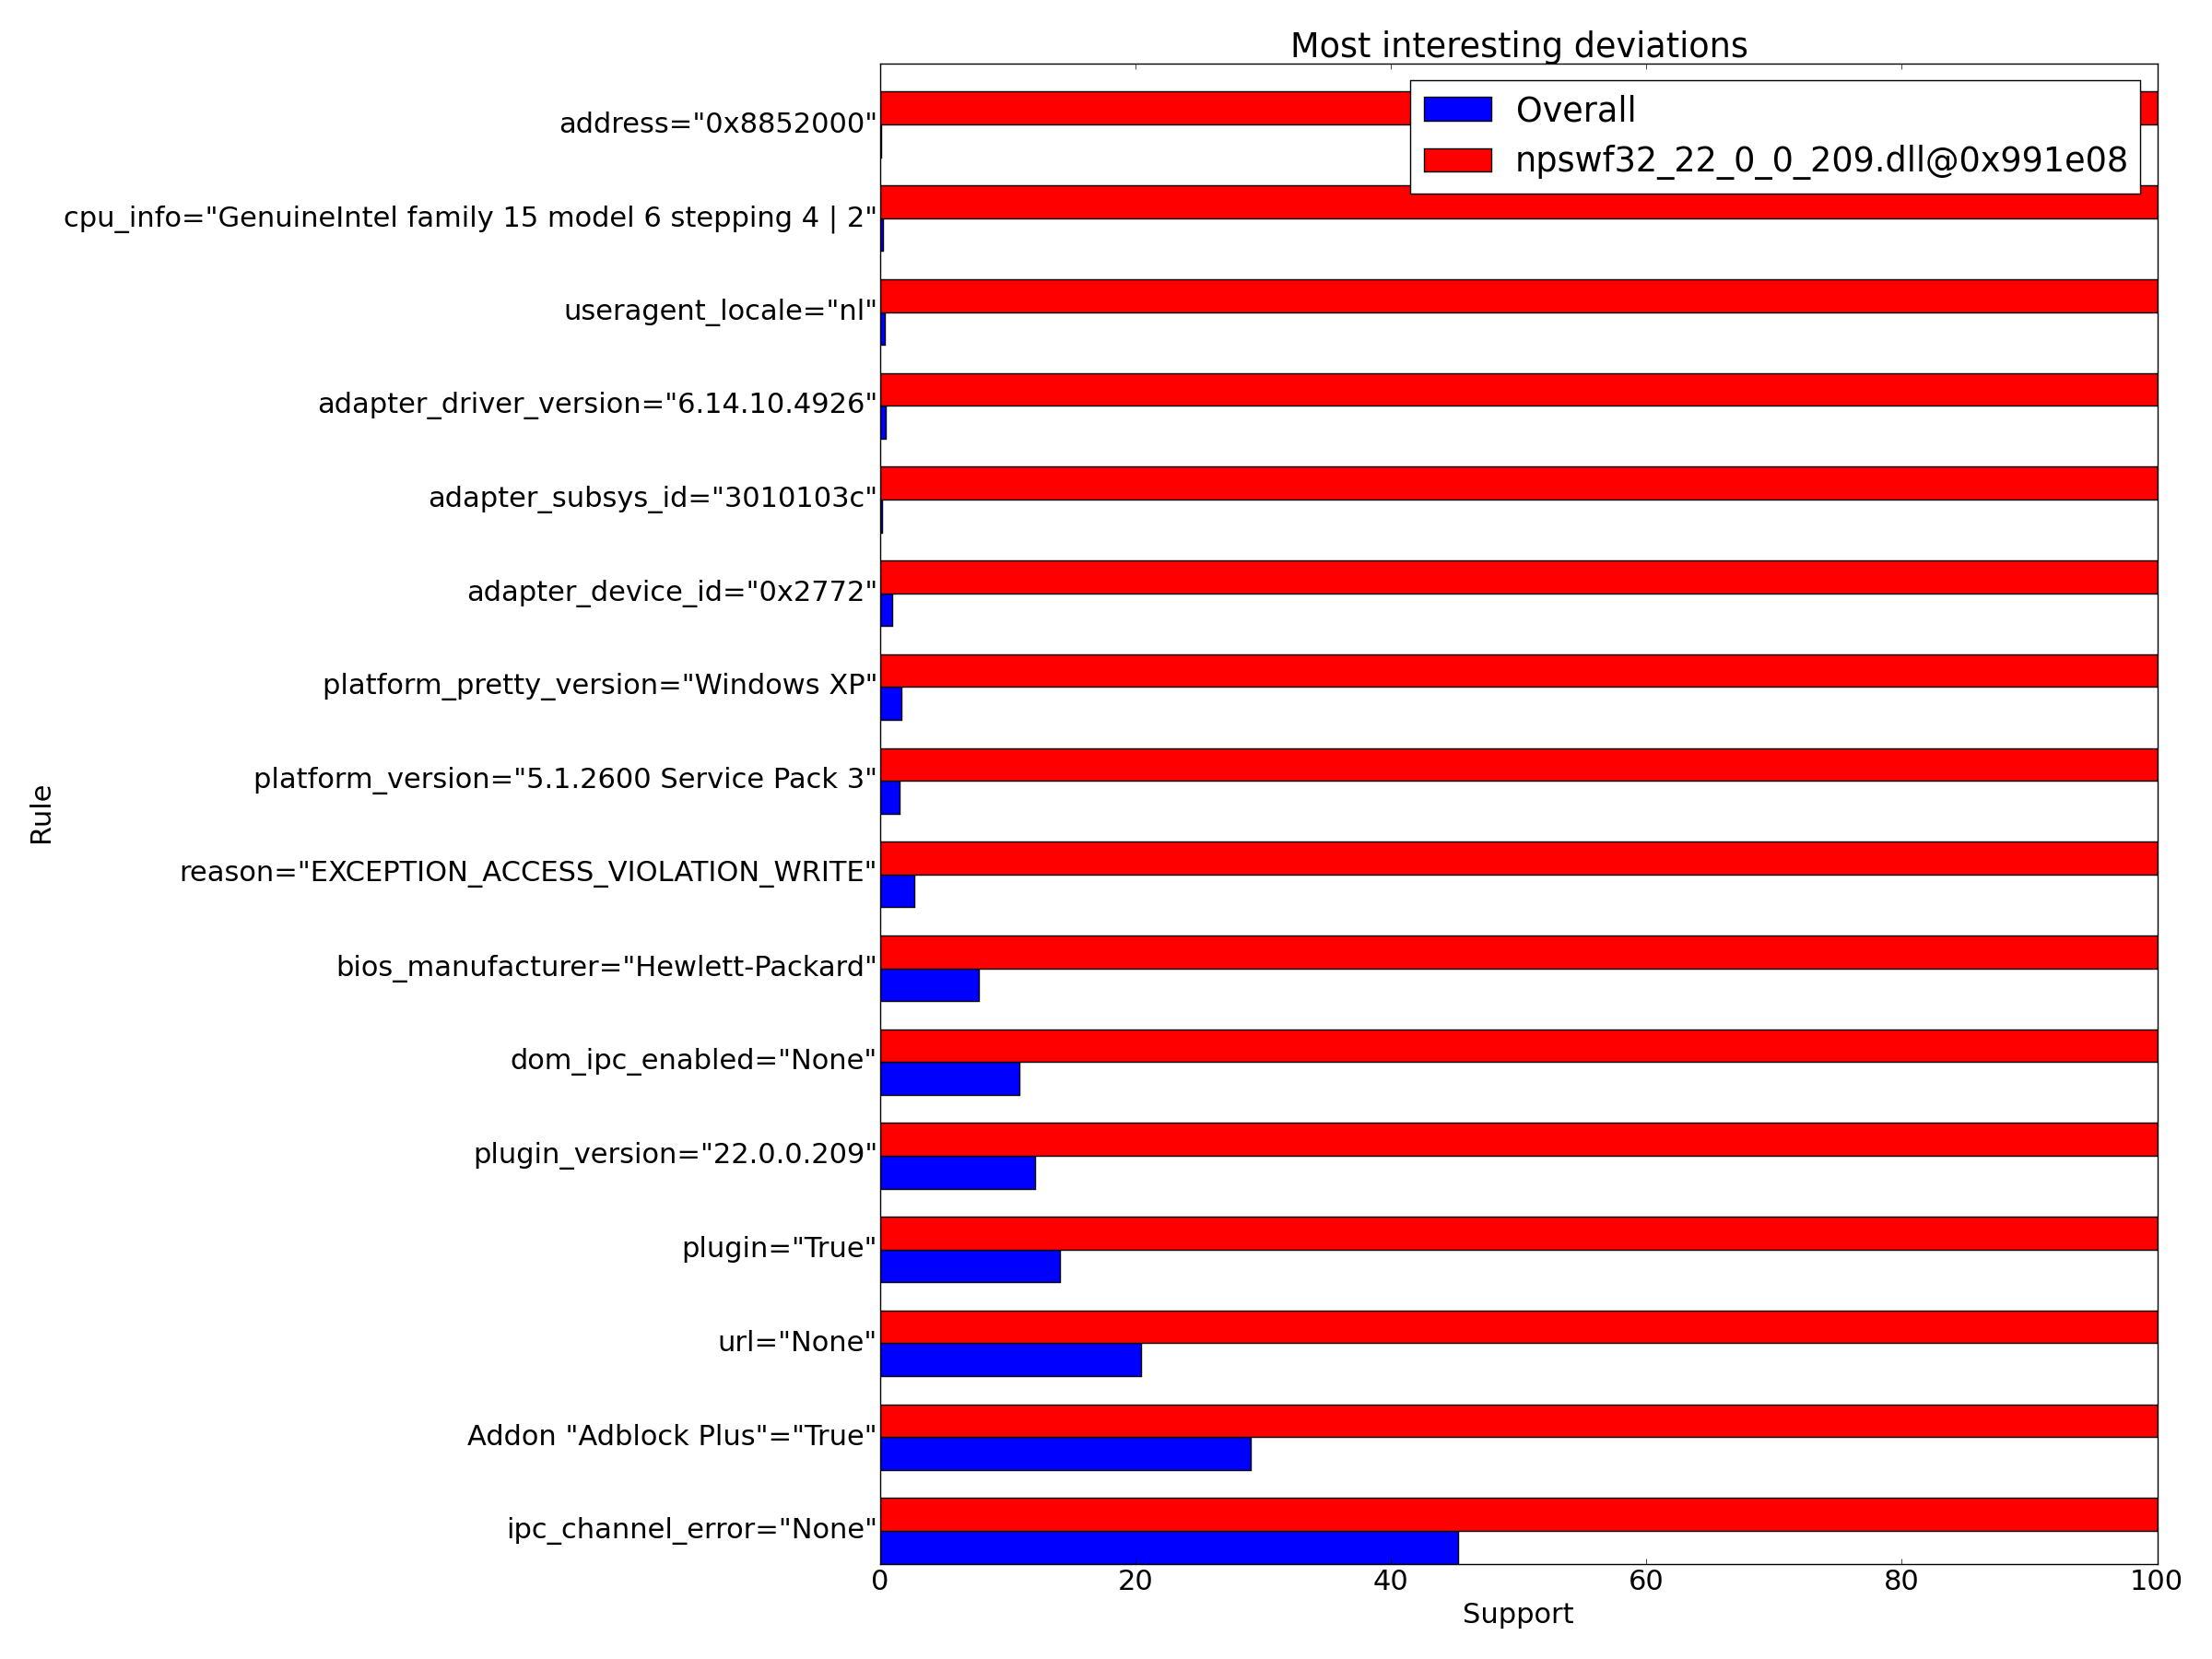 Most interesting deviations
Overall
npswf32_22_0_0_209.dll@0x991e08
address="0x8852000"
cpu_info="GenuineIntel family 15 model 6 stepping 4 | 2"
useragent_locale="nl"
adapter_driver_version="6.14.10.4926"
adapter_subsys_id="3010103c"
adapter_device_id="0x2772"
platform_pretty_version="Windows XP"
platform_version="5.1.2600 Service Pack 3"
reason="EXCEPTION_ACCESS_VIOLATION_WRITE"
bios_manufacturer="Hewlett-Packard"
dom_ipc_enabled="None"
plugin_version="22.0.0.209"
plugin="True"
url="None"
Addon "Adblock Plus"="True"
ipc_channel_error="None"
Rule
0 20 40 60 80 100
Support